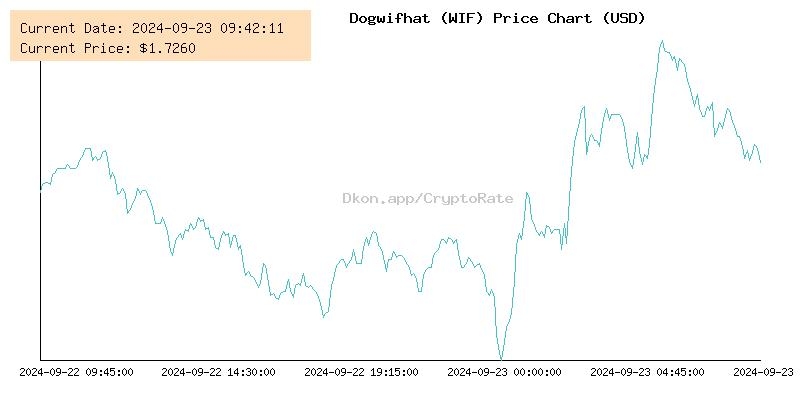 Dogwifhat (WIF) Price Chart (USD)
Current Date: 2024-09-23 09:42:11
Current Price: $1.7260
Dkon.app/CryptoRate
2024-09-22 09:45:00
2024-09-22 14:30:00
2024-09-22 19:15:00
2024-09-23 00:00:00
2024-09-23 04:45:00
2024-09-23